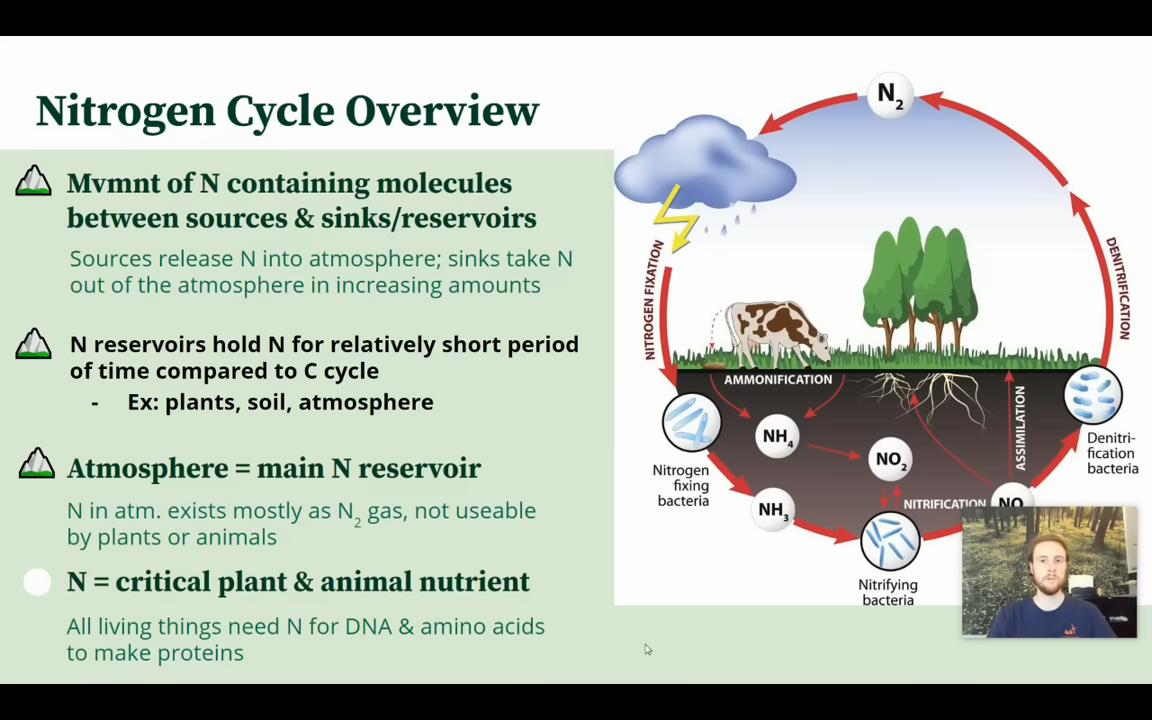 Nitrogen Cycle Overview
Mvmnt of N containing molecules
between sources & sinks/reservoirs
Sources release N into atmosphere; sinks take N
out of the atmosphere in increasing amounts
N reservoirs hold N for relatively short period
of time compared to C cycle
- Ex: plants, soil, atmosphere
Atmosphere = main N reservoir
N in atm. exists mostly as N₂ gas, not useable
by plants or animals
N = critical plant & animal nutrient
All living things need N for DNA & amino acids
to make proteins
N₂
NITROGEN FIXATION
DENITRIFICATION
AMMONIFICATION
ASSIMILATION
NH₄
NO₂
Nitrogen
fixing
bacteria
NH₃
NITRIFICATION
NO
Denitri-
fication
bacteria
Nitrifying
bacteria